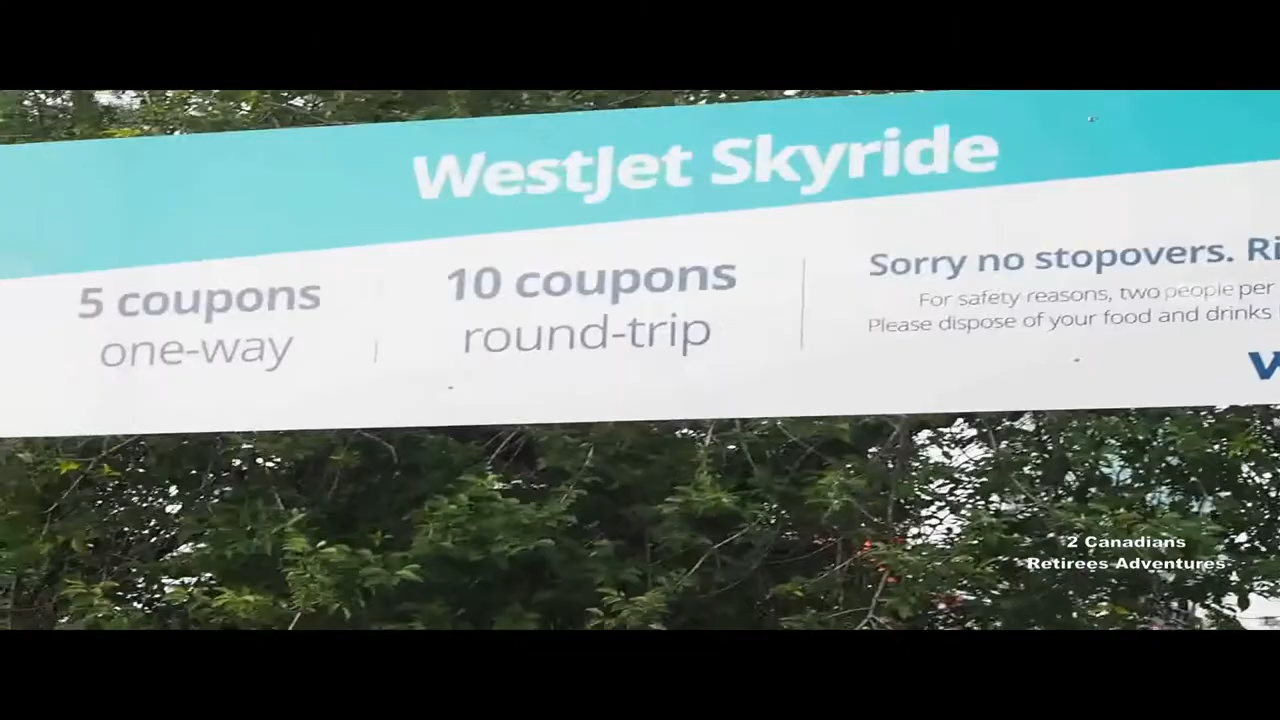 WestJet Skyride
5 coupons
one-way
10 coupons
round-trip
Sorry no stopovers.
For safety reasons, two people per
Please dispose of your food and drinks
2 Canadians
Retirees Adventures